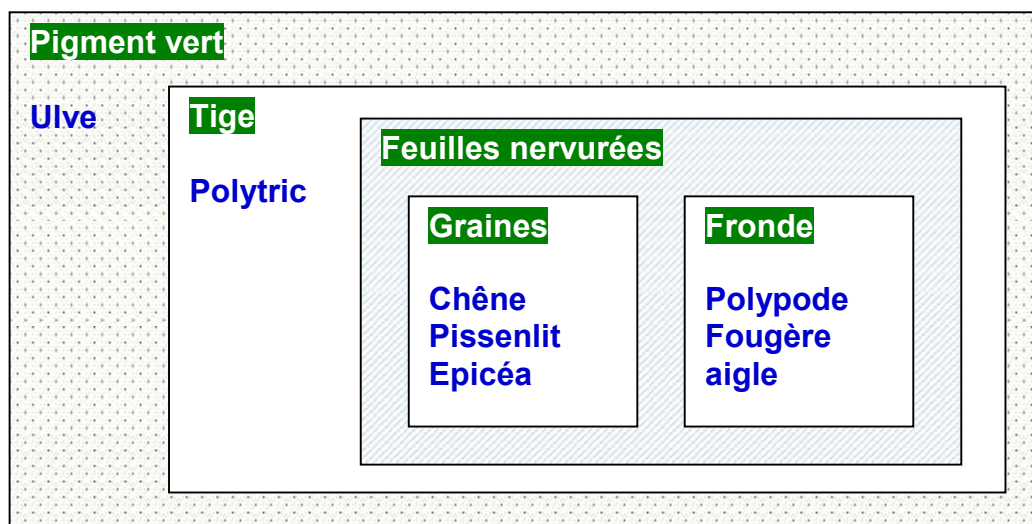 Pigment vert
Ulve
Tige
Polytric
Feuilles nervurées
Graines
Chêne
Pissenlit
Epicéa
Fronde
Polypode
Fougère
aigle